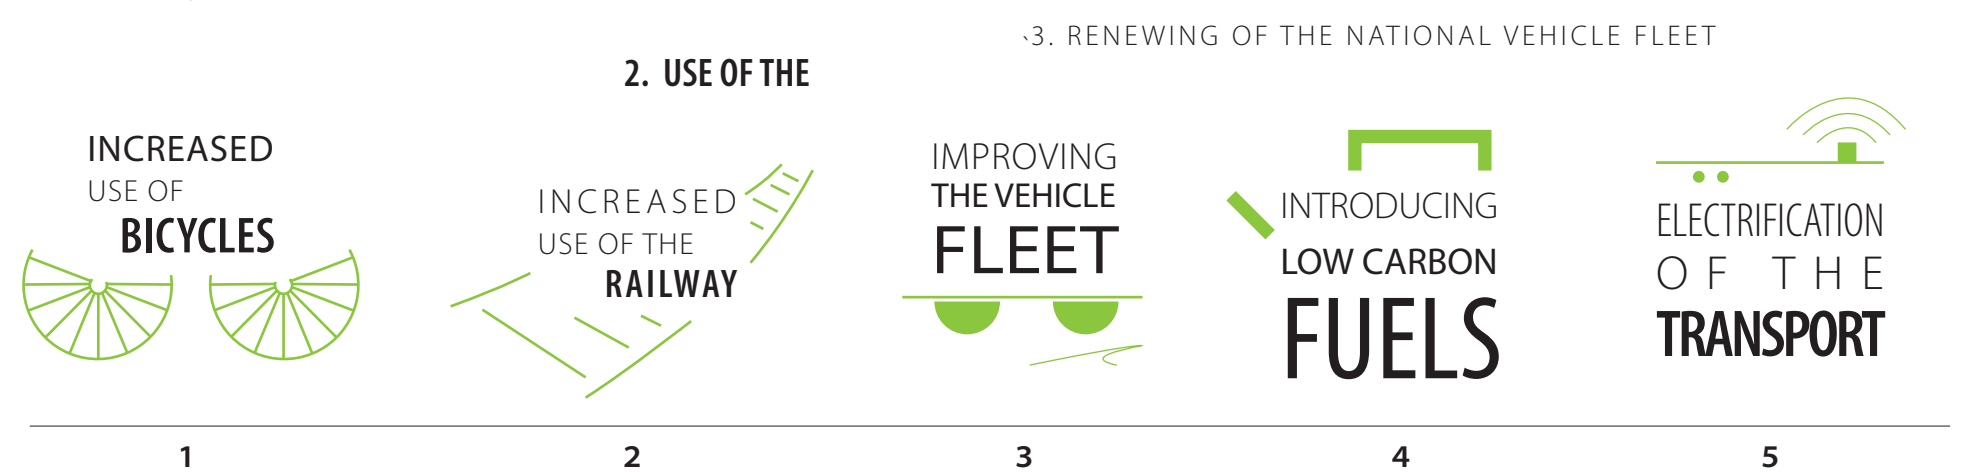 `3. RENEWING OF THE NATIONAL VEHICLE FLEET
2. USE OF THE
INCREASED
USE OF
BICYCLES
INCREASED
USE OF THE
RAILWAY
IMPROVING
THE VEHICLE
FLEET
INTRODUCING
LOW CARBON
FUELS
ELECTRIFICATION
OF THE
TRANSPORT
1
2
3
4
5